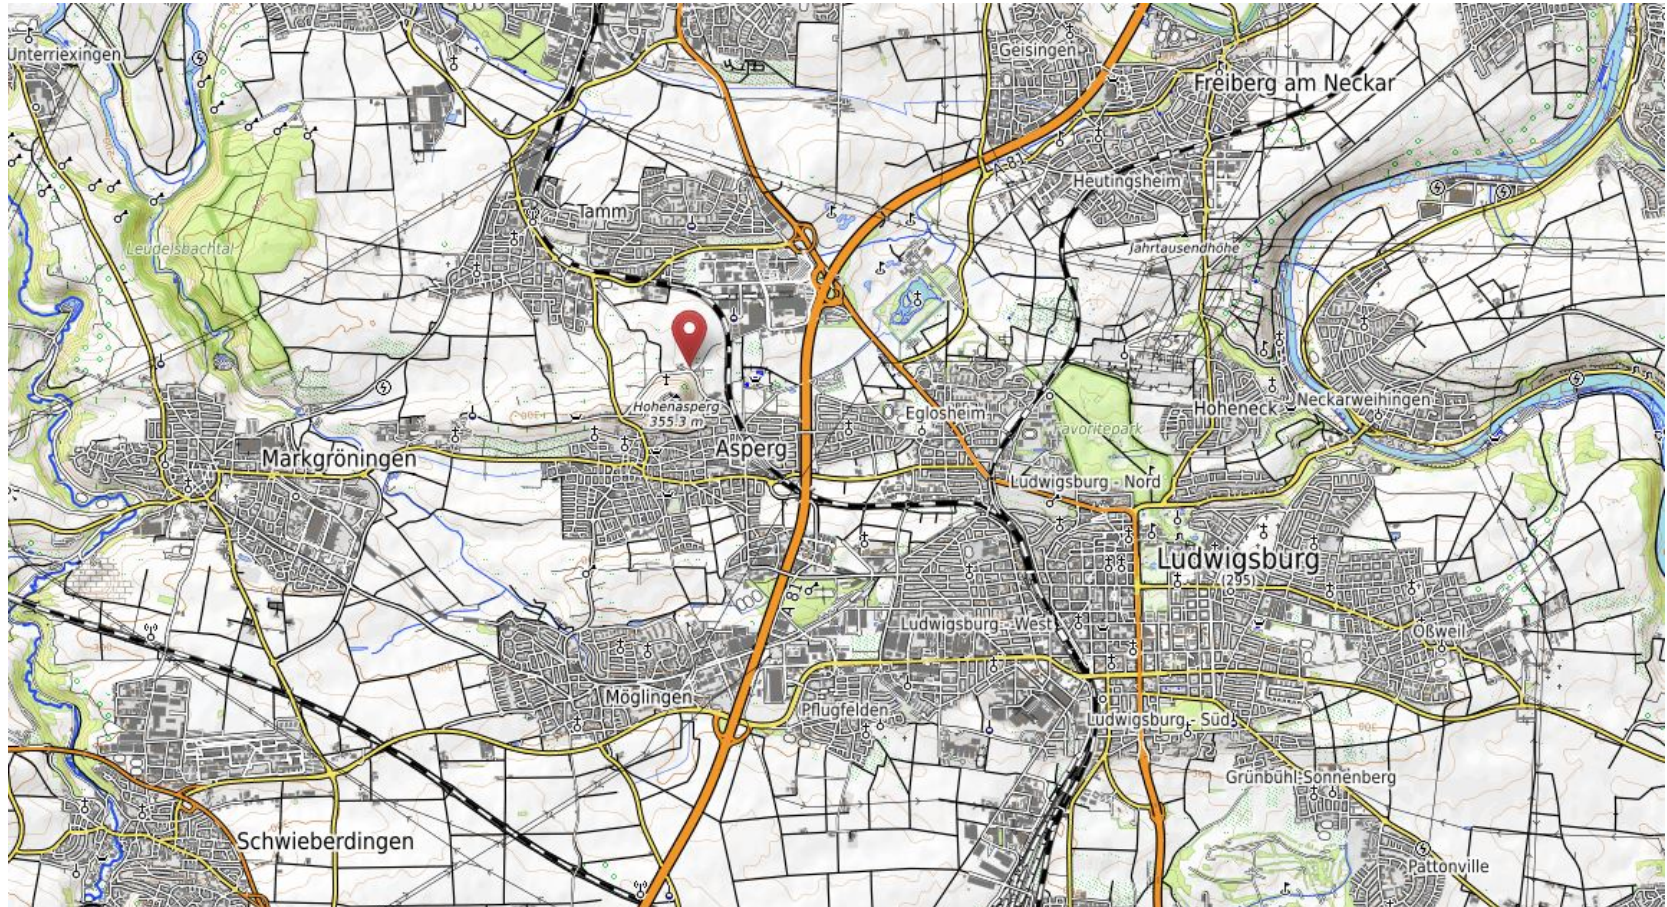 Unterriexingen
Geisingen
Freiberg am Neckar
A 81
Heutingsheim
Tamm
Leudelsbachtal
Jahrtausendhöhe
Hohenasperg
355.3 m
Eglosheim
Hoheneck
Neckarweihingen
Favoritepark
Asperg
Markgröningen
Ludwigsburg - Nord
Ludwigsburg
(295)
A 81
Ludwigsburg - West
Oßweil
Möglingen
Pflugfelden
Ludwigsburg - Süd
Grünbühl-Sonnenberg
Schwieberdingen
Pattonville